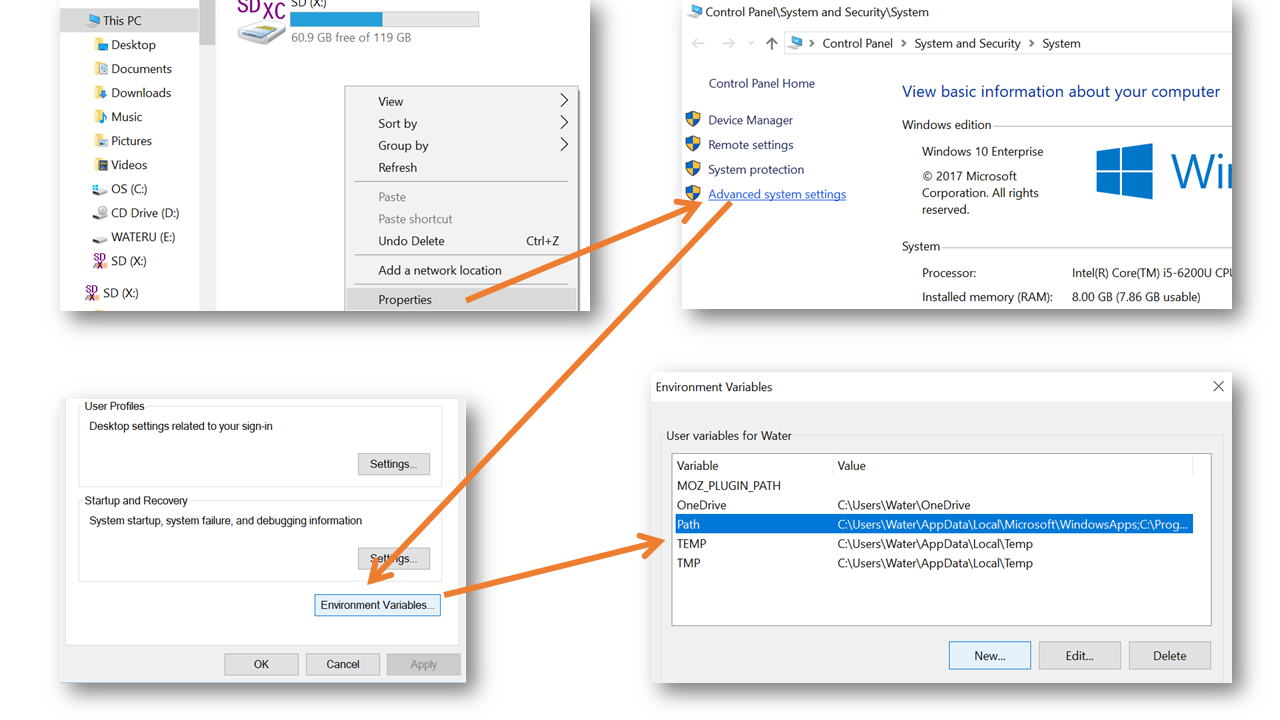 This PC
Desktop
Documents
Downloads
Music
Pictures
Videos
OS (C:)
CD Drive (D:)
WATERU (E:)
SD (X:)
SD (X:)
SD (X:)
60.9 GB free of 119 GB
View
Sort by
Group by
Refresh
Paste
Paste shortcut
Undo Delete Ctrl+Z
Add a network location
Properties
Control Panel\System and Security\System
Control Panel > System and Security > System
Control Panel Home
Device Manager
Remote settings
System protection
Advanced system settings
View basic information about your computer
Windows edition
Windows 10 Enterprise
© 2017 Microsoft
Corporation. All rights
reserved.
System
Processor: Intel(R) Core(TM) i5-6200U CPU
Installed memory (RAM): 8.00 GB (7.86 GB usable)
User Profiles
Desktop settings related to your sign-in
Settings...
Startup and Recovery
System startup, system failure, and debugging information
Settings...
Environment Variables...
OK Cancel Apply
Environment Variables
User variables for Water
Variable Value
MOZ_PLUGIN_PATH
OneDrive C:\Users\Water\OneDrive
Path C:\Users\Water\AppData\Local\Microsoft\WindowsApps;C:\Prog...
TEMP C:\Users\Water\AppData\Local\Temp
TMP C:\Users\Water\AppData\Local\Temp
New... Edit... Delete